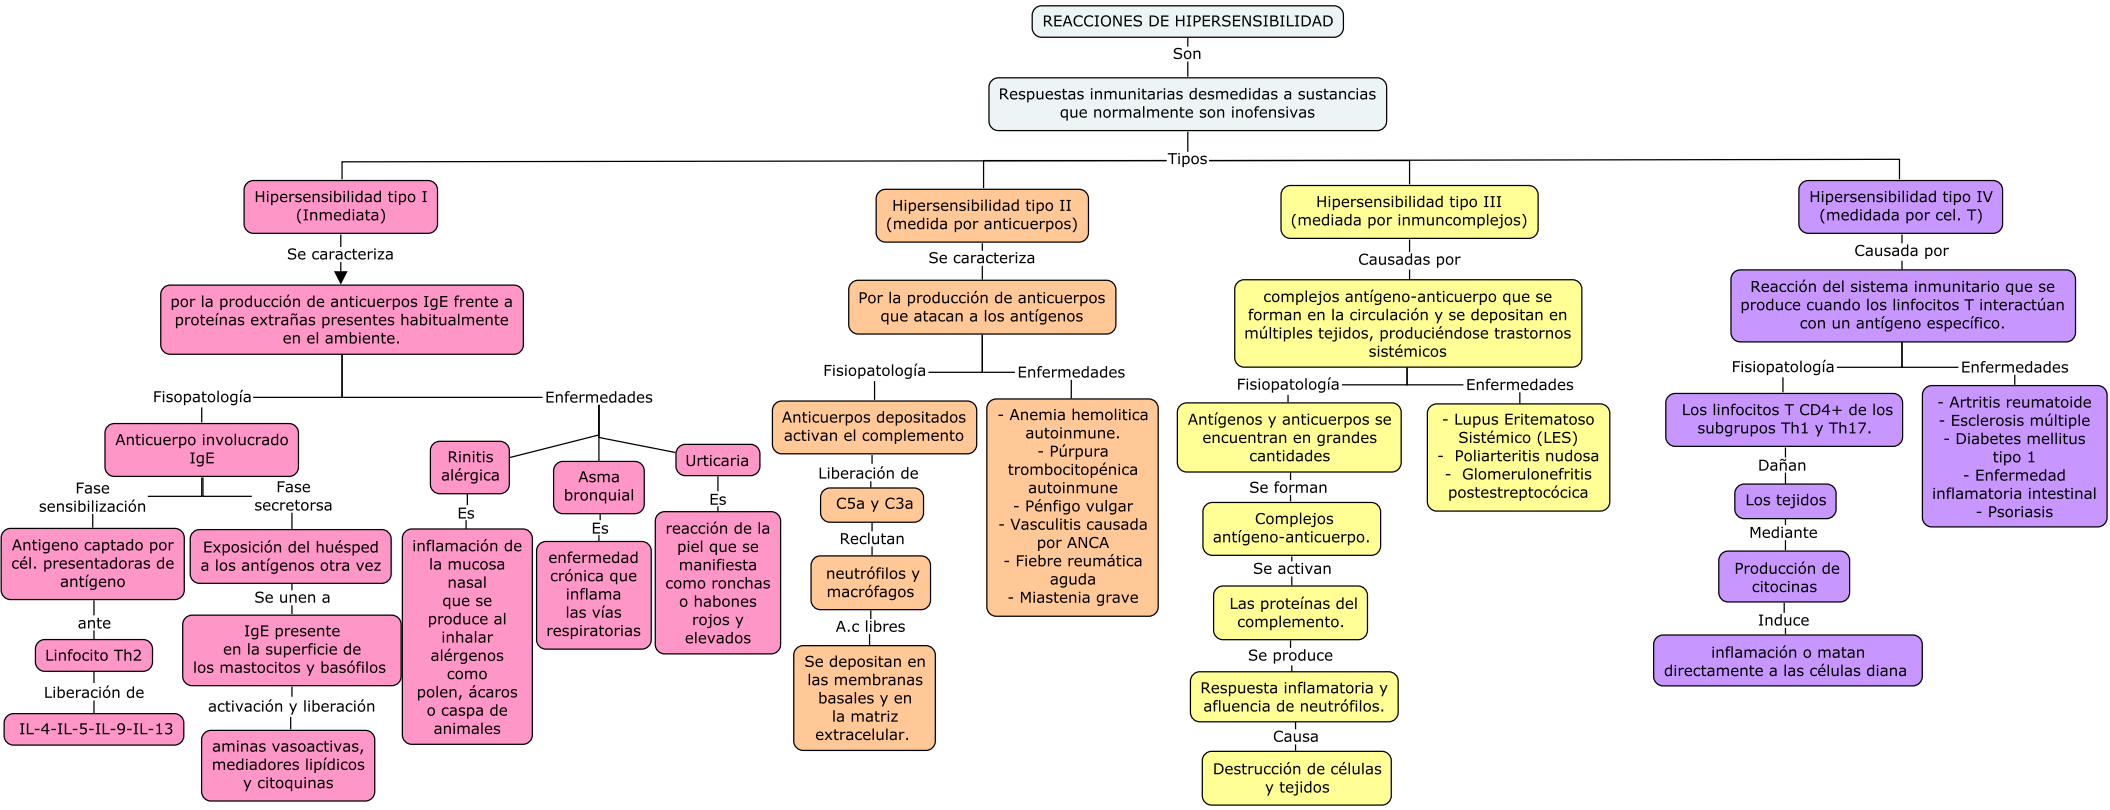 REACCIONES DE HIPERSENSIBILIDAD
Son
Respuestas inmunitarias desmedidas a sustancias
que normalmente son inofensivas
Tipos
Hipersensibilidad tipo I
(Inmediata)
Se caracteriza
por la producción de anticuerpos IgE frente a
proteínas extrañas presentes habitualmente
en el ambiente.
Fisopatología
Enfermedades
Anticuerpo involucrado
IgE
Fase
sensibilización
Fase
secretorsa
Antigeno captado por
cél. presentadoras de
antígeno
ante
Linfocito Th2
Liberación de
IL-4-IL-5-IL-9-IL-13
Exposición del huésped
a los antígenos otra vez
Se unen a
IgE presente
en la superficie de
los mastocitos y basófilos
activación y liberación
aminas vasoactivas,
mediadores lipídicos
y citoquinas
Rinitis
alérgica
Es
inflamación de
la mucosa
nasal
que se
produce al
inhalar
alérgenos
como
polen, ácaros
o caspa de
animales
Asma
bronquial
Es
enfermedad
crónica que
inflama
las vías
respiratorias
Urticaria
Es
reacción de la
piel que se
manifiesta
como ronchas
o habones
rojos y
elevados
Hipersensibilidad tipo II
(medida por anticuerpos)
Se caracteriza
Por la producción de anticuerpos
que atacan a los antígenos
Fisiopatología
Enfermedades
Anticuerpos depositados
activan el complemento
Liberación de
C5a y C3a
Reclutan
neutrófilos y
macrófagos
A.c libres
Se depositan en
las membranas
basales y en
la matriz
extracelular.
- Anemia hemolitica
autoinmune.
- Púrpura
trombocitopénica
autoinmune
- Pénfigo vulgar
- Vasculitis causada
por ANCA
- Fiebre reumática
aguda
- Miastenia grave
Hipersensibilidad tipo III
(mediada por inmuncomplejos)
Causadas por
complejos antígeno-anticuerpo que se
forman en la circulación y se depositan en
múltiples tejidos, produciéndose trastornos
sistémicos
Fisiopatología
Enfermedades
Antígenos y anticuerpos se
encuentran en grandes
cantidades
Se forman
Complejos
antígeno-anticuerpo.
Se activan
Las proteínas del
complemento.
Se produce
Respuesta inflamatoria y
afluencia de neutrófilos.
Causa
Destrucción de células
y tejidos
- Lupus Eritematoso
Sistémico (LES)
- Poliarteritis nudosa
- Glomerulonefritis
postestreptocócica
Hipersensibilidad tipo IV
(medidada por cel. T)
Causada por
Reacción del sistema inmunitario que se
produce cuando los linfocitos T interactúan
con un antígeno específico.
Fisiopatología
Enfermedades
Los linfocitos T CD4+ de los
subgrupos Th1 y Th17.
Dañan
Los tejidos
Mediante
Producción de
citocinas
Induce
inflamación o matan
directamente a las células diana
- Artritis reumatoide
- Esclerosis múltiple
- Diabetes mellitus
tipo 1
- Enfermedad
inflamatoria intestinal
- Psoriasis